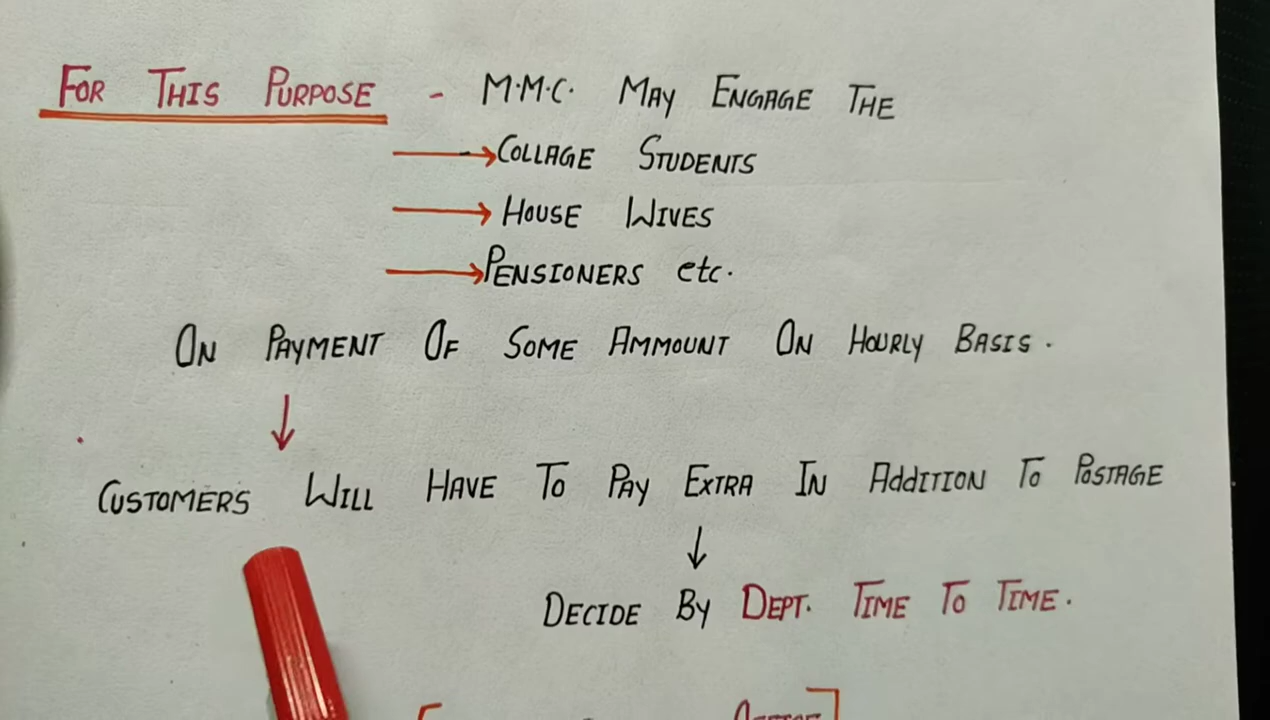 FOR THIS PURPOSE - M.M.C. MAY ENGAGE THE
→ COLLAGE STUDENTS
→ HOUSE WIVES
→ PENSIONERS etc.
ON PAYMENT OF SOME AMMOUNT ON HOURLY BASIS.
↓
CUSTOMERS WILL HAVE TO PAY EXTRA IN ADDITION TO POSTAGE
↓
DECIDE BY DEPT. TIME TO TIME.